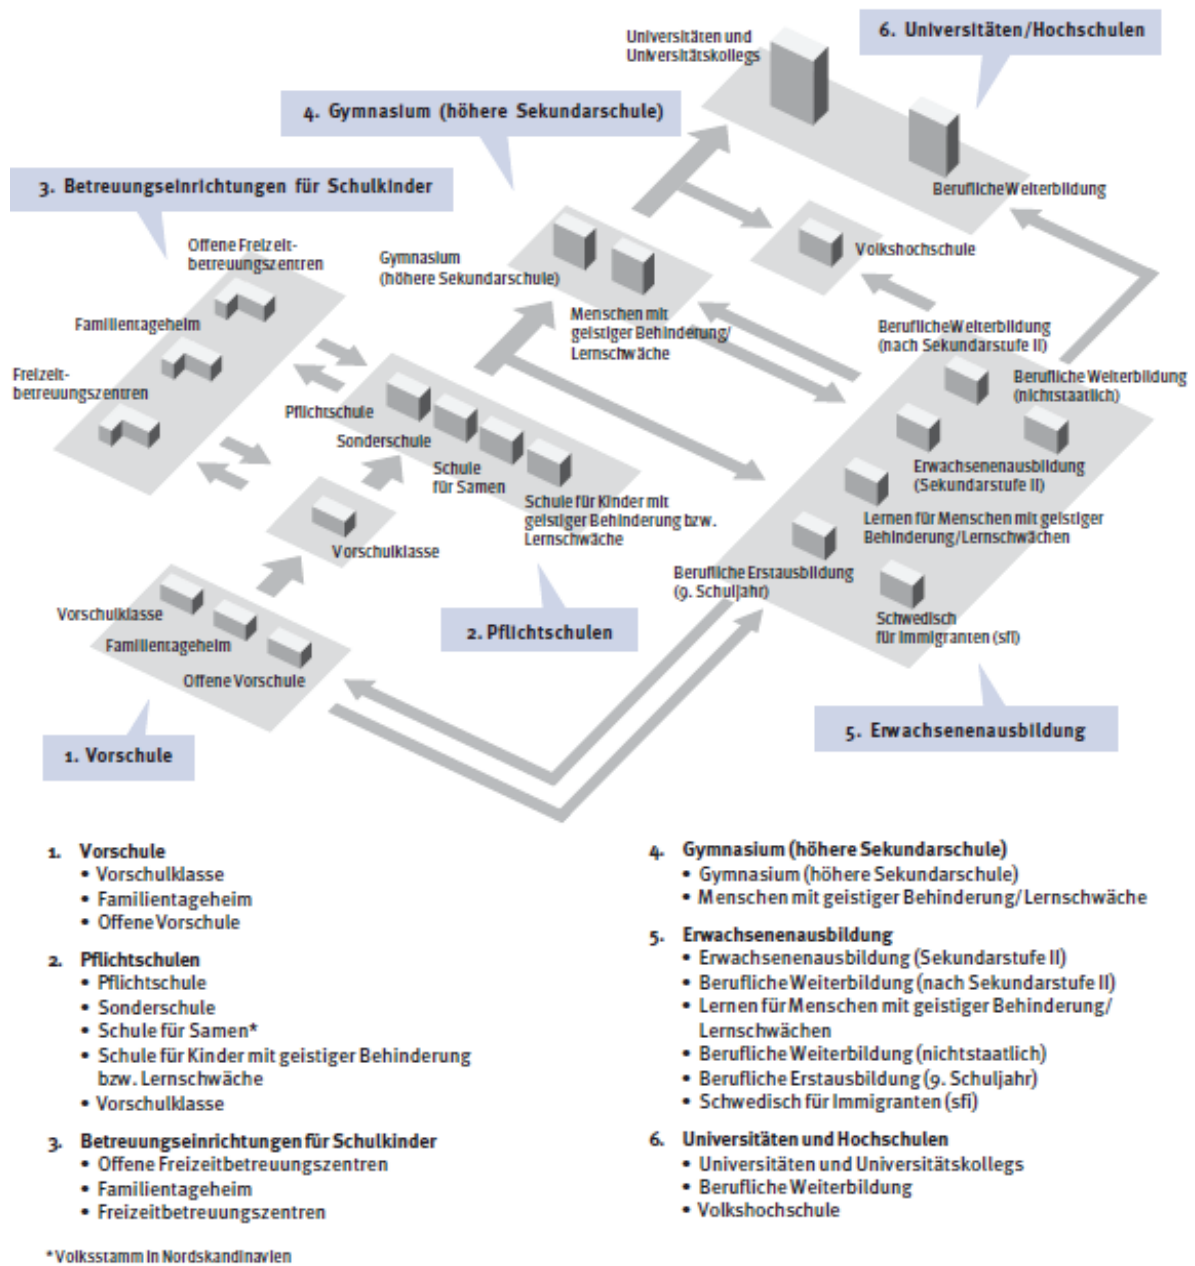 Universitäten und
Universitätskollegs
6. Universitäten/Hochschulen
4. Gymnasium (höhere Sekundarschule)
Berufliche Weiterbildung
3. Betreuungseinrichtungen für Schulkinder
Offene Freizeit-
betreuungszentren
Gymnasium
(höhere Sekundarschule)
Volkshochschule
Familientageheim
Menschen mit
geistiger Behinderung/
Lernschwäche
Berufliche Weiterbildung
(nach Sekundarstufe II)
Freizeit-
betreuungszentren
Berufliche Weiterbildung
(nichtstaatlich)
Pflichtschule
Sonderschule
Schule
für Samen
Erwachsenenausbildung
(Sekundarstufe II)
Schule für Kinder mit
geistiger Behinderung bzw.
Lernschwäche
Lernen für Menschen mit geistiger
Behinderung/Lernschwächen
Vorschulklasse
Berufliche Erstausbildung
(9. Schuljahr)
Vorschulklasse
Familientageheim
Offene Vorschule
2. Pflichtschulen
Schwedisch
für Immigranten (sfi)
1. Vorschule
5. Erwachsenenausbildung
1. Vorschule
• Vorschulklasse
• Familientageheim
• Offene Vorschule
2. Pflichtschulen
• Pflichtschule
• Sonderschule
• Schule für Samen*
• Schule für Kinder mit geistiger Behinderung
bzw. Lernschwäche
• Vorschulklasse
3. Betreuungseinrichtungen für Schulkinder
• Offene Freizeitbetreuungszentren
• Familientageheim
• Freizeitbetreuungszentren
4. Gymnasium (höhere Sekundarschule)
• Gymnasium (höhere Sekundarschule)
• Menschen mit geistiger Behinderung/Lernschwäche
5. Erwachsenenausbildung
• Erwachsenenausbildung (Sekundarstufe II)
• Berufliche Weiterbildung (nach Sekundarstufe II)
• Lernen für Menschen mit geistiger Behinderung/
Lernschwächen
• Berufliche Weiterbildung (nichtstaatlich)
• Berufliche Erstausbildung (9. Schuljahr)
• Schwedisch für Immigranten (sfi)
6. Universitäten und Hochschulen
• Universitäten und Universitätskollegs
• Berufliche Weiterbildung
• Volkshochschule
* Volksstamm in Nordskandinavien